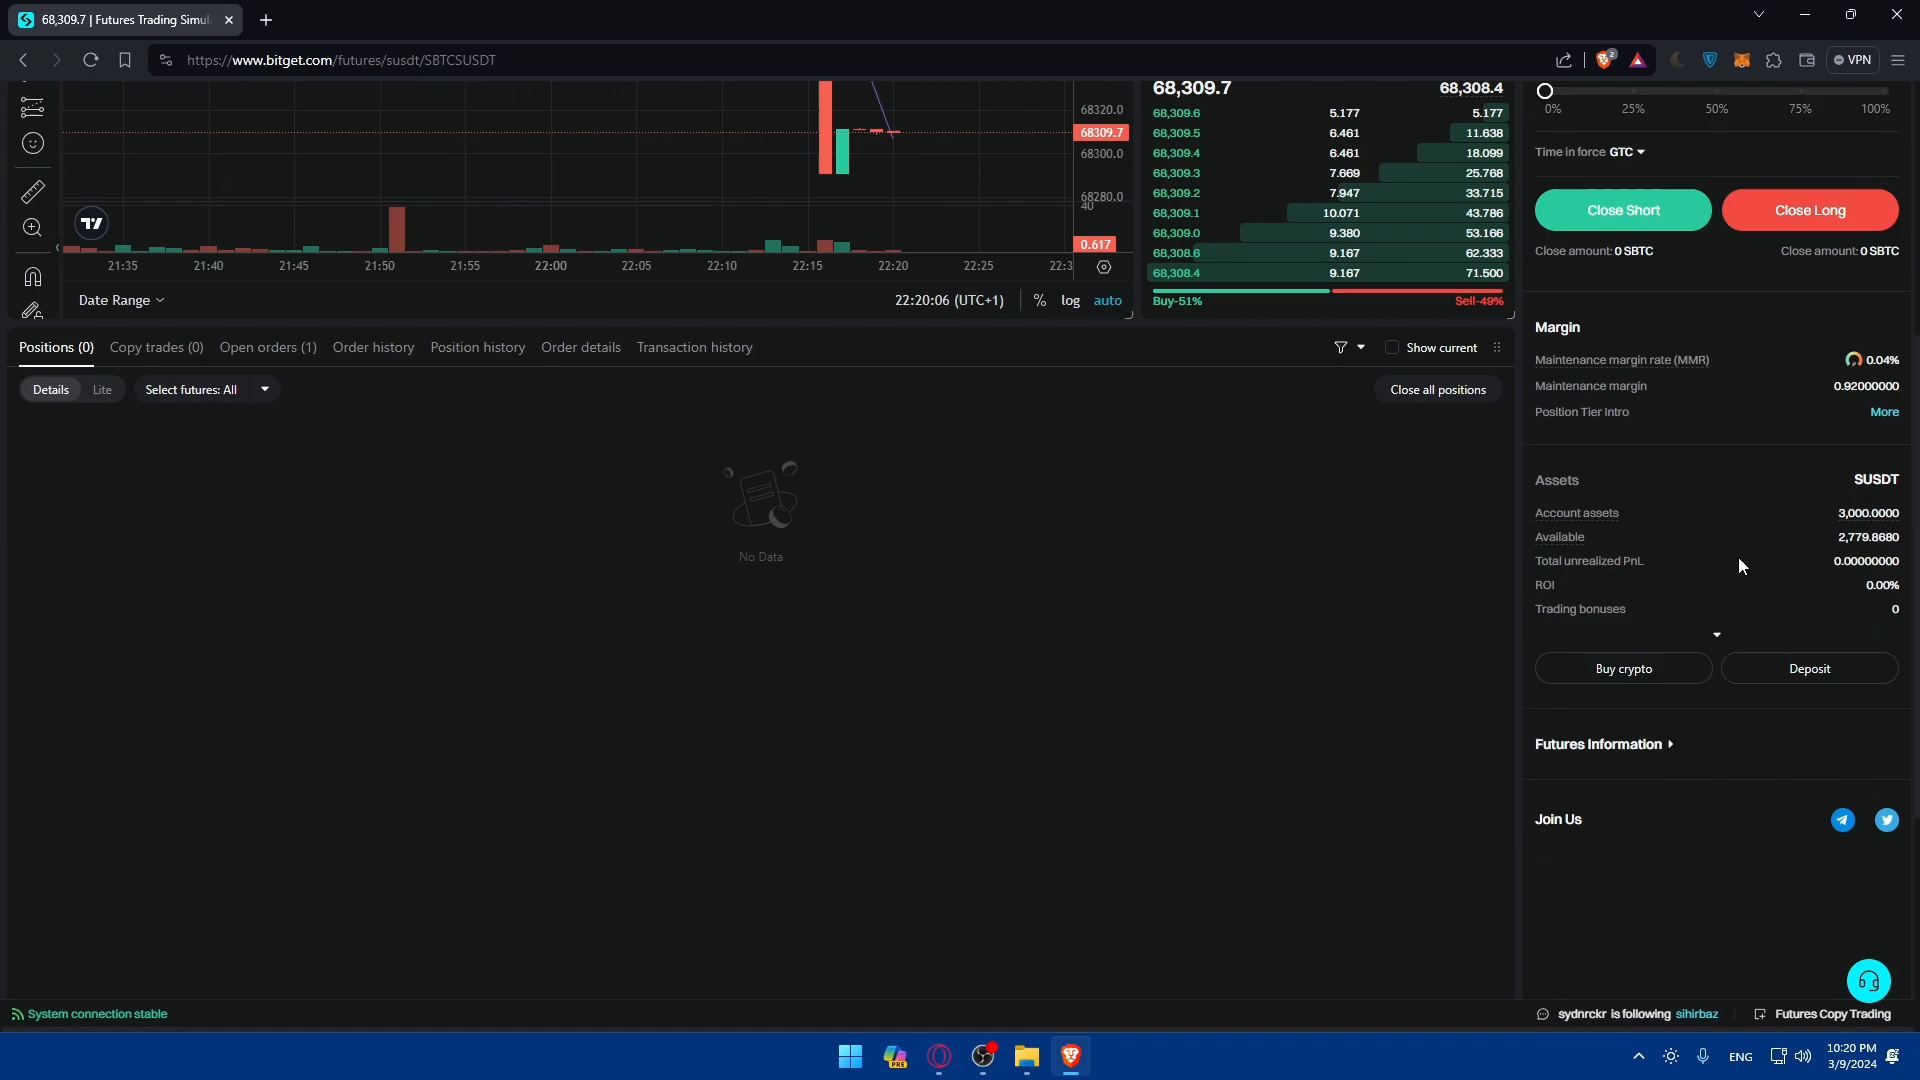 68,309.7 | Futures Trading Simul
https://www.bitget.com/futures/susdt/SBTCSUSDT
2
VPN
68320.0
68309.7
68300.0
68280.0
40
0.617
21:35 21:40 21:45 21:50 21:55 22:00 22:05 22:10 22:15 22:20 22:25 22:3
Date Range
22:20:06 (UTC+1) % log auto
68,309.7 68,308.4
68,309.6 5.177 5.177
68,309.5 6.461 11.638
68,309.4 6.461 18.099
68,309.3 7.669 25.768
68,309.2 7.947 33.715
68,309.1 10.071 43.786
68,309.0 9.380 53.166
68,308.6 9.167 62.333
68,308.4 9.167 71.500
Buy-51% Sell-49%
0% 25% 50% 75% 100%
Time in force GTC
Close Short Close Long
Close amount: 0 SBTC Close amount: 0 SBTC
Margin
Maintenance margin rate (MMR) 0.04%
Maintenance margin 0.92000000
Position Tier Intro More
Assets SUSDT
Account assets 3,000.0000
Available 2,779.8680
Total unrealized PnL 0.00000000
ROI 0.00%
Trading bonuses 0
Buy crypto Deposit
Futures Information
Join Us
Positions (0) Copy trades (0) Open orders (1) Order history Position history Order details Transaction history
Show current
Details Lite Select futures: All
Close all positions
No Data
System connection stable
sydnrckr is following sihirbaz
Futures Copy Trading
PRE
ENG
10:20 PM
3/9/2024